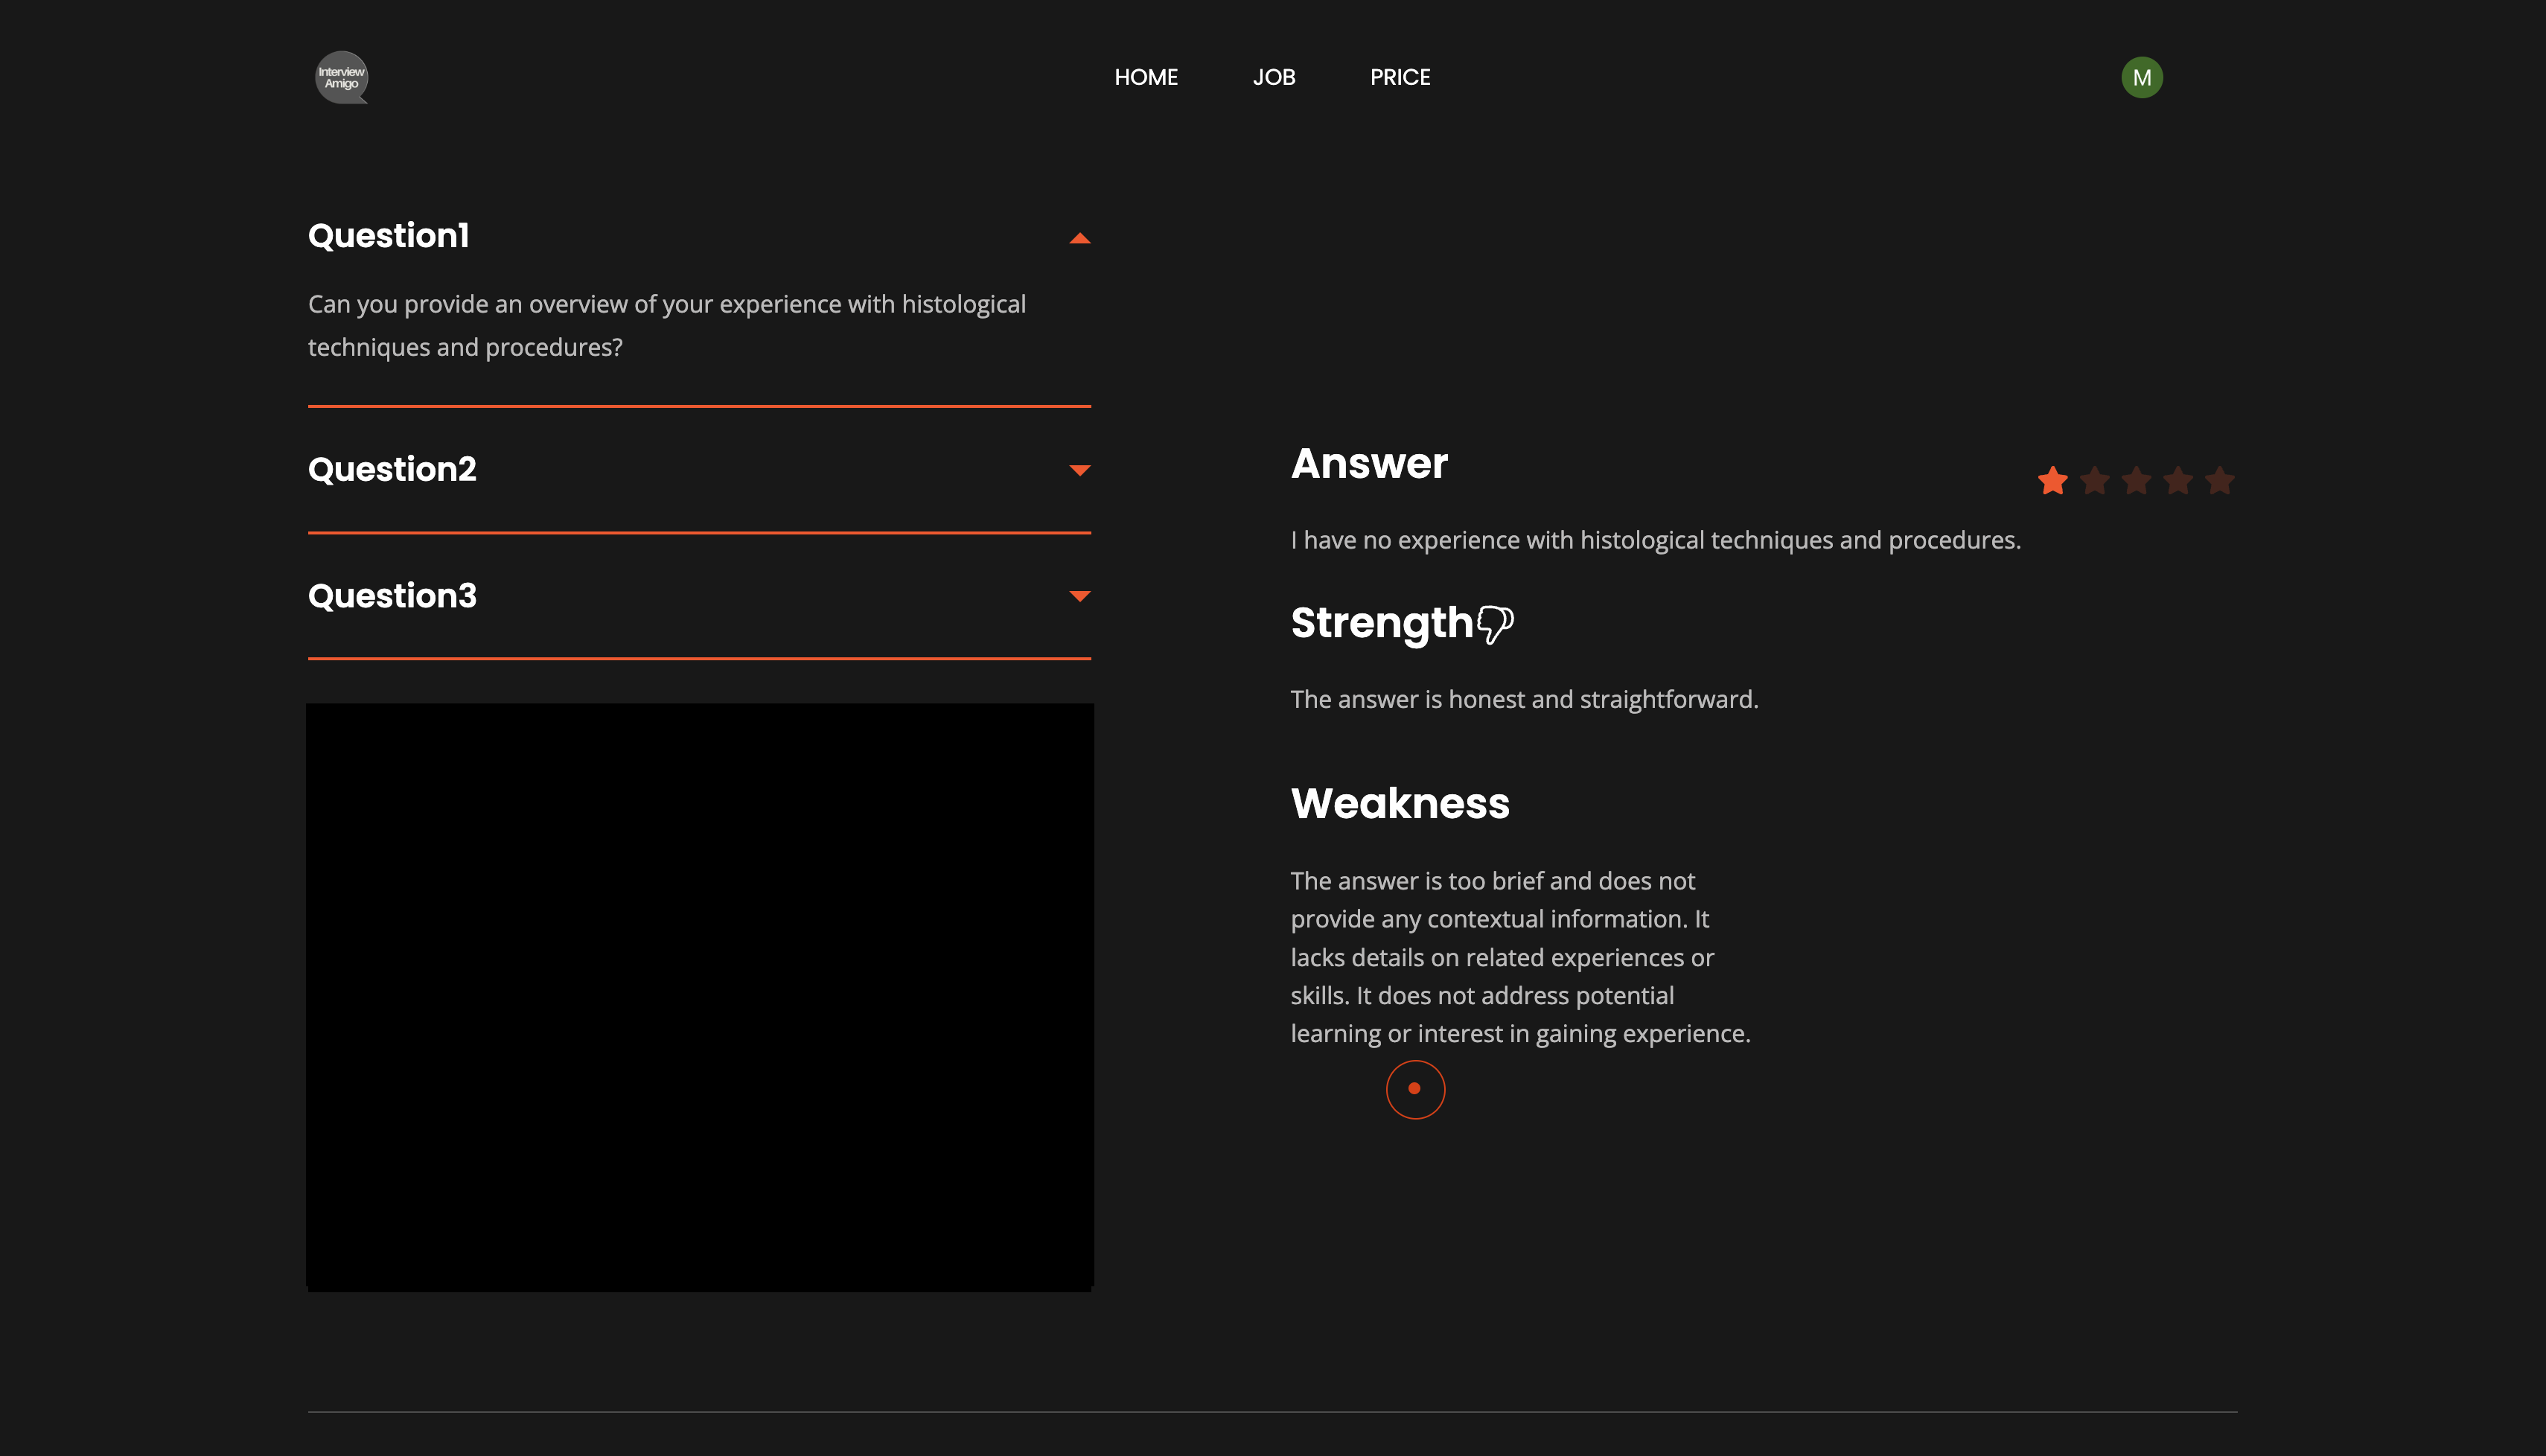 Interview
Amigo
HOME
JOB
PRICE
M
Question1
Can you provide an overview of your experience with histological
techniques and procedures?
Question2
Question3
Answer
I have no experience with histological techniques and procedures.
Strength
The answer is honest and straightforward.
Weakness
The answer is too brief and does not
provide any contextual information. It
lacks details on related experiences or
skills. It does not address potential
learning or interest in gaining experience.